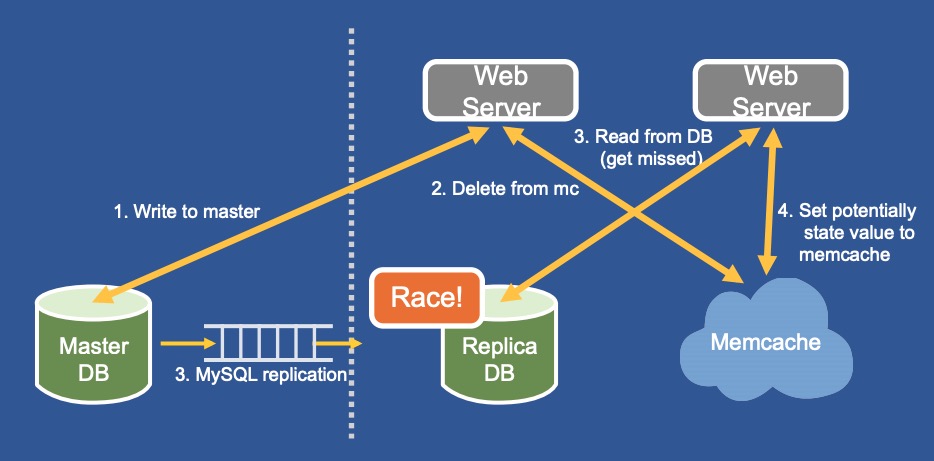 Web
Server
Web
Server
3. Read from DB
(get missed)
2. Delete from mc
1. Write to master
4. Set potentially
state value to
memcache
Race!
Master
DB
3. MySQL replication
Replica
DB
Memcache